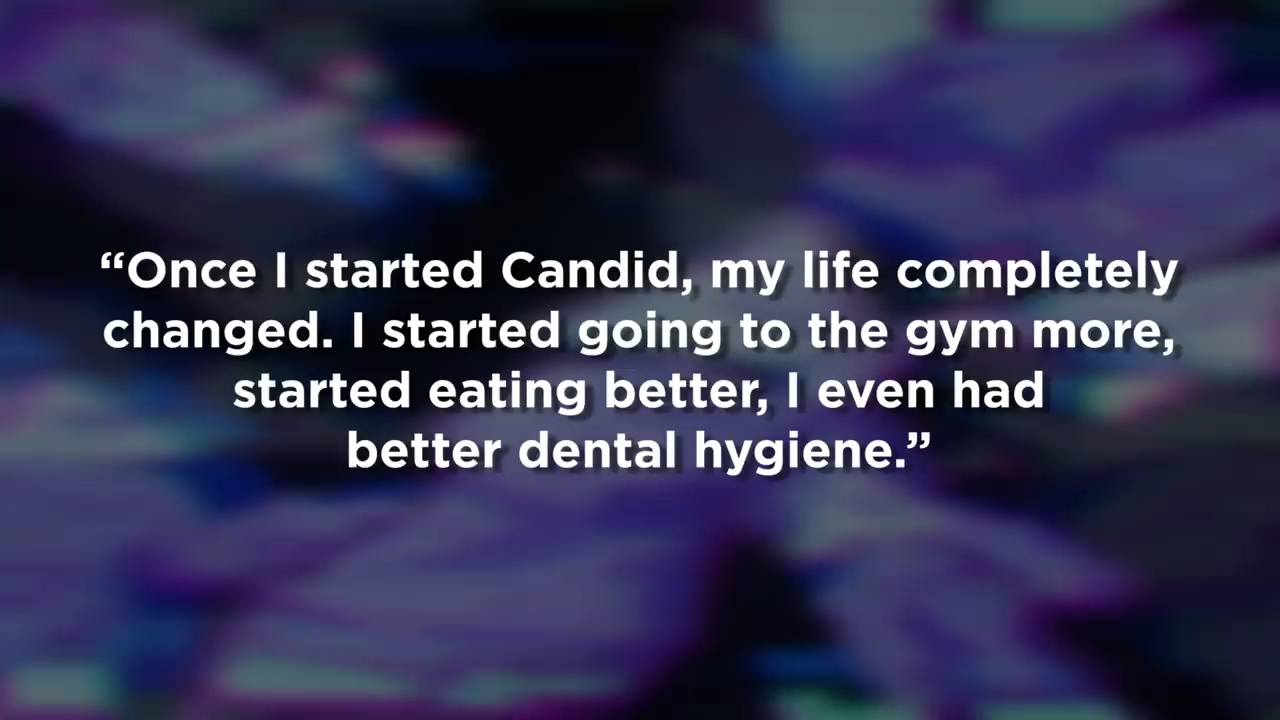 “Once I started Candid, my life completely
changed. I started going to the gym more,
started eating better, I even had
better dental hygiene.”